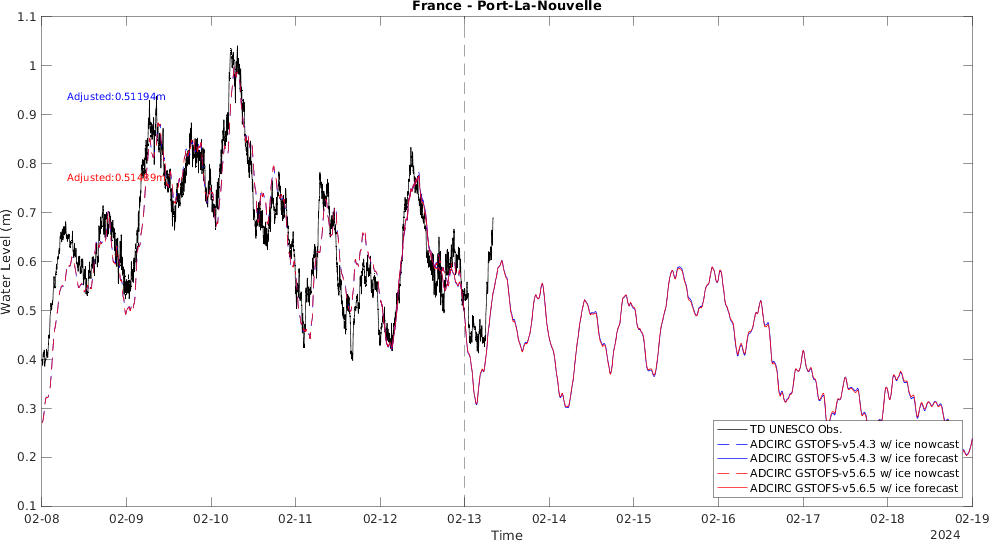 France - Port-La-Nouvelle
1.1
1
0.9
0.8
0.7
0.6
0.5
0.4
0.3
0.2
0.1
Water Level (m)
Adjusted:0.51194m
Adjusted:0.51489m
TD UNESCO Obs.
ADCIRC GSTOFS-v5.4.3 w/ ice nowcast
ADCIRC GSTOFS-v5.4.3 w/ ice forecast
ADCIRC GSTOFS-v5.6.5 w/ ice nowcast
ADCIRC GSTOFS-v5.6.5 w/ ice forecast
02-08 02-09 02-10 02-11 02-12 02-13 02-14 02-15 02-16 02-17 02-18 02-19
Time
2024